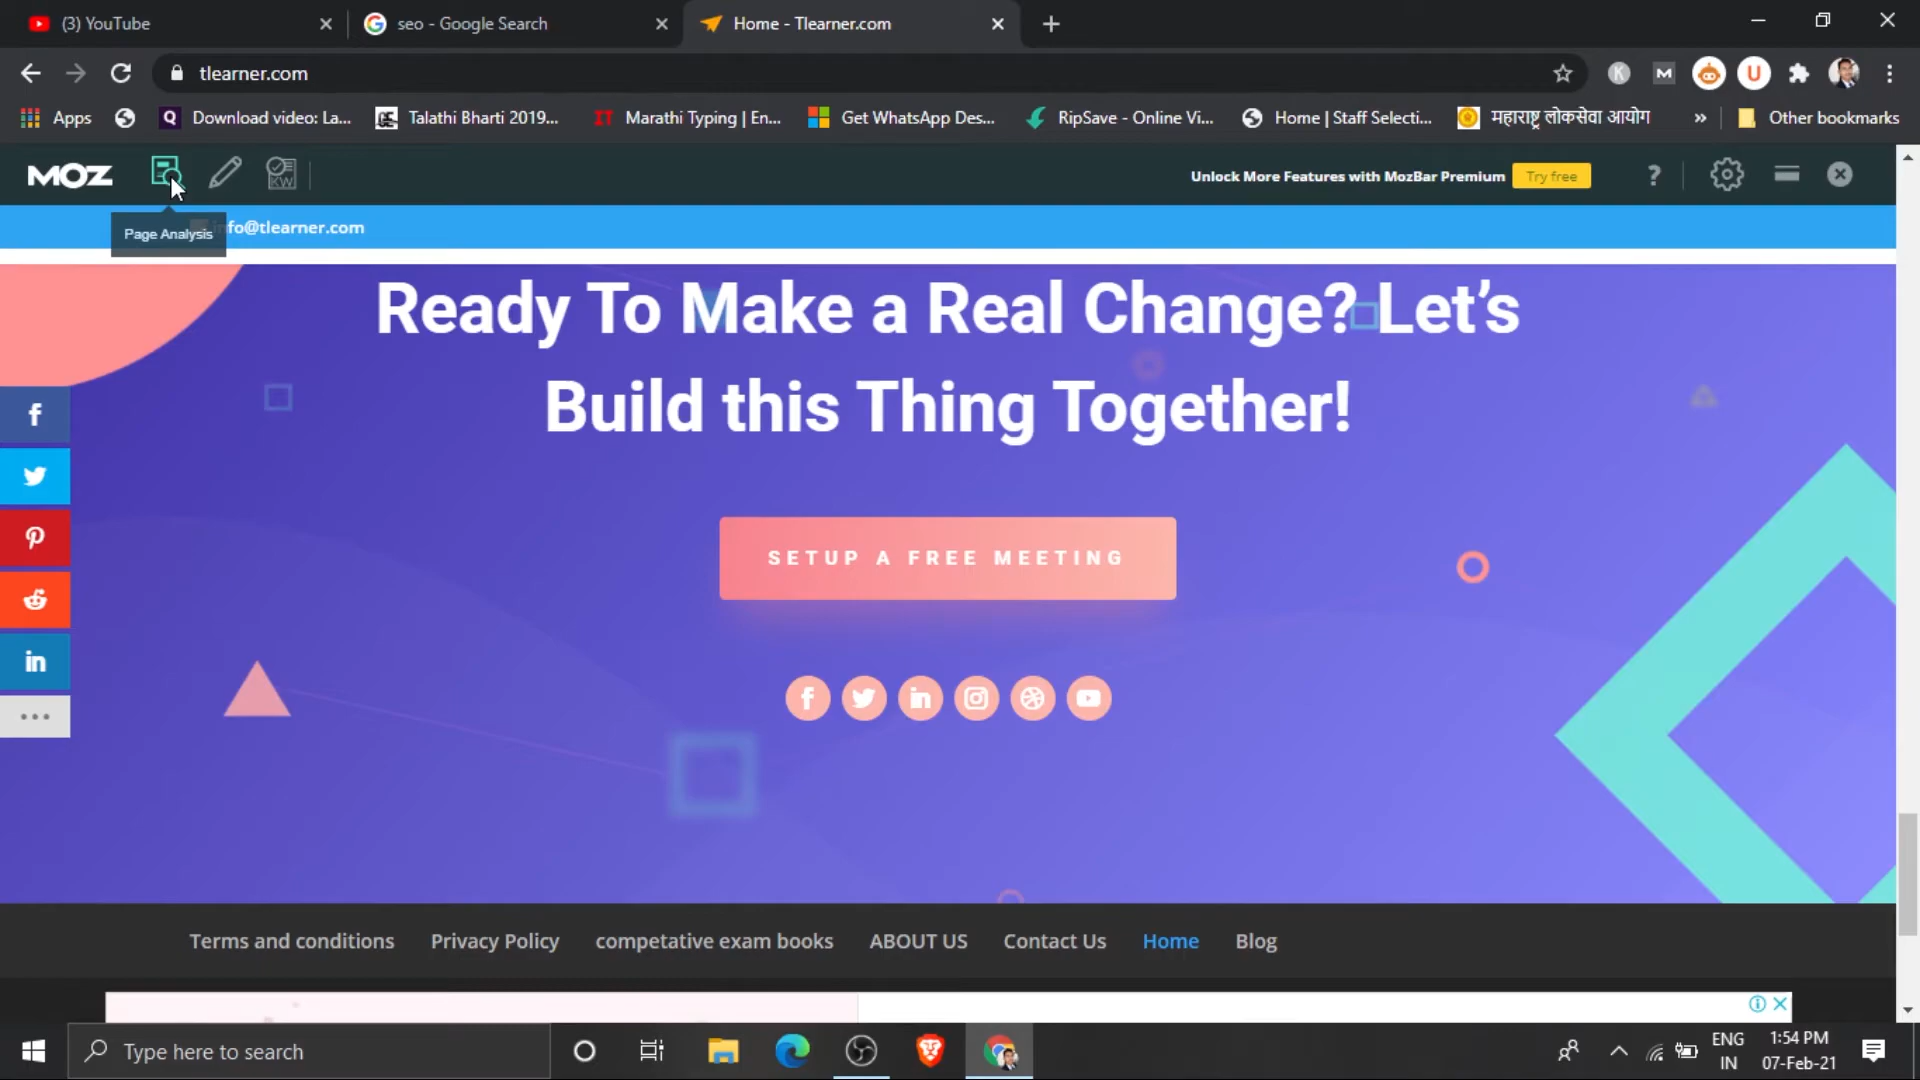 (3) YouTube
seo - Google Search
Home - Tlearner.com
tlearner.com
Apps
Download video: La...
Talathi Bharti 2019...
Marathi Typing | En...
Get WhatsApp Des...
RipSave - Online Vi...
Home | Staff Selecti...
महाराष्ट्र लोकसेवा आयोग
»
Other bookmarks
MOZ
KW
Unlock More Features with MozBar Premium
Try free
?
Page Analysis
info@tlearner.com
Ready To Make a Real Change? Let's
Build this Thing Together!
SETUP A FREE MEETING
Terms and conditions
Privacy Policy
competative exam books
ABOUT US
Contact Us
Home
Blog
Type here to search
ENG
IN
1:54 PM
07-Feb-21